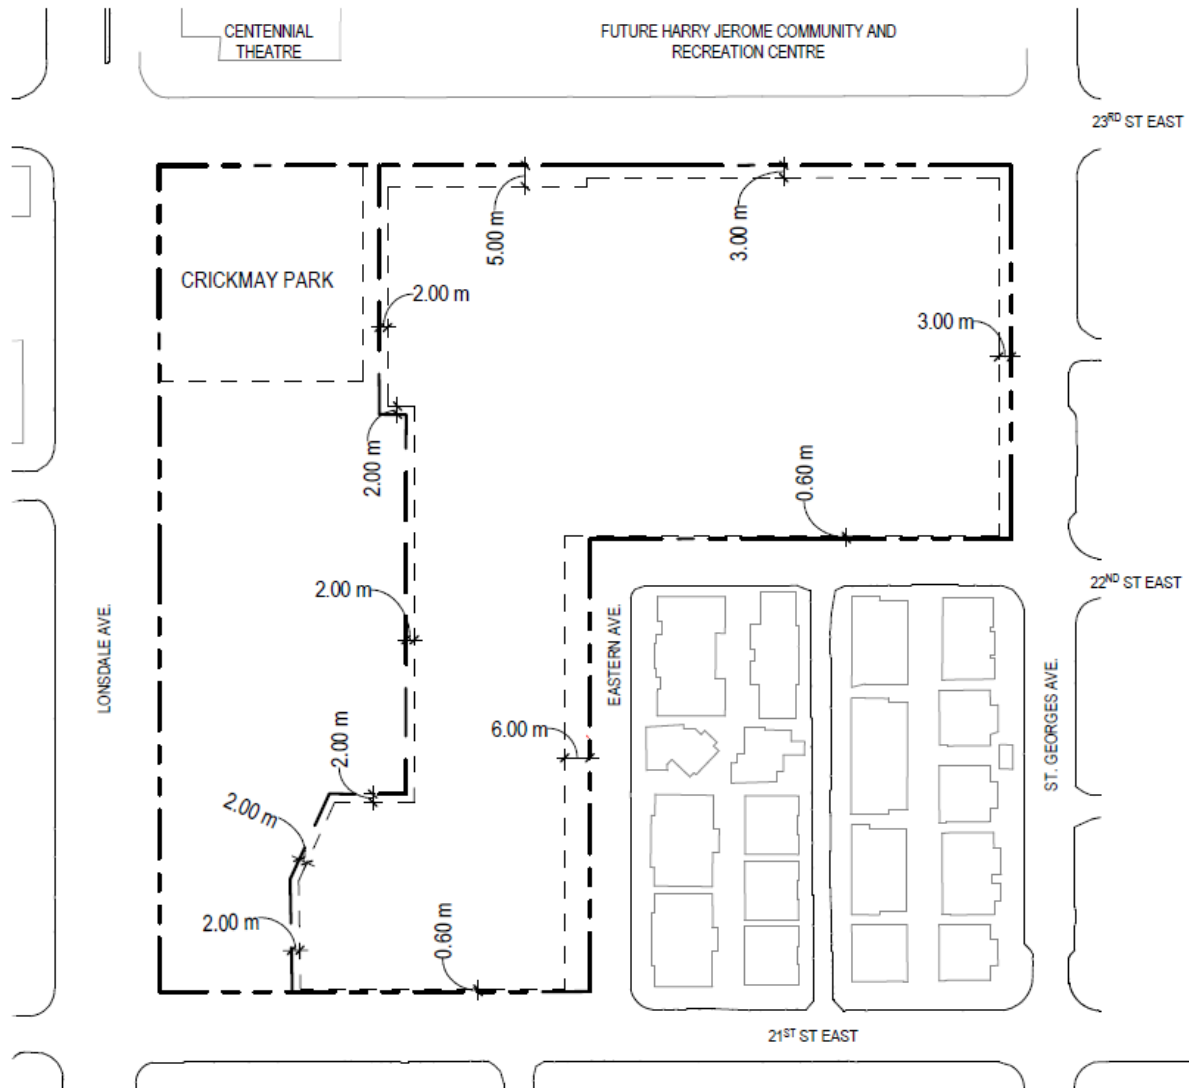 CENTENNIAL
THEATRE
FUTURE HARRY JEROME COMMUNITY AND
RECREATION CENTRE
23RD ST EAST
5.00 m
3.00 m
CRICKMAY PARK
2.00 m
3.00 m
2.00 m
0.60 m
2.00 m
22ND ST EAST
LONSDALE AVE.
EASTERN AVE.
ST. GEORGES AVE.
6.00 m
2.00 m
2.00 m
2.00 m
0.60 m
21ST ST EAST